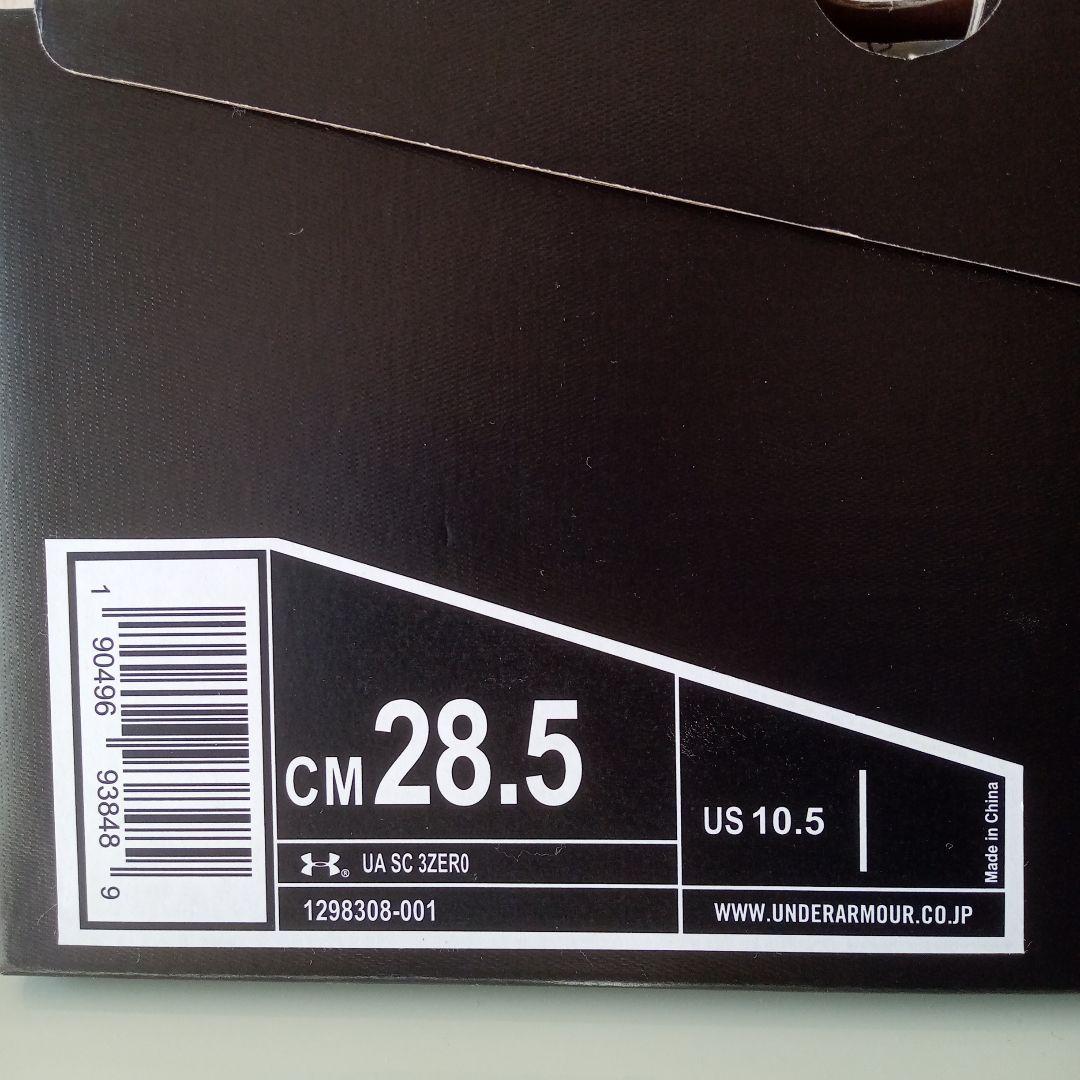 1 90496 93848 9
CM 28.5
US 10.5
Made in China
® UA SC 3ZER0
1298308-001
WWW.UNDERARMOUR.CO.JP